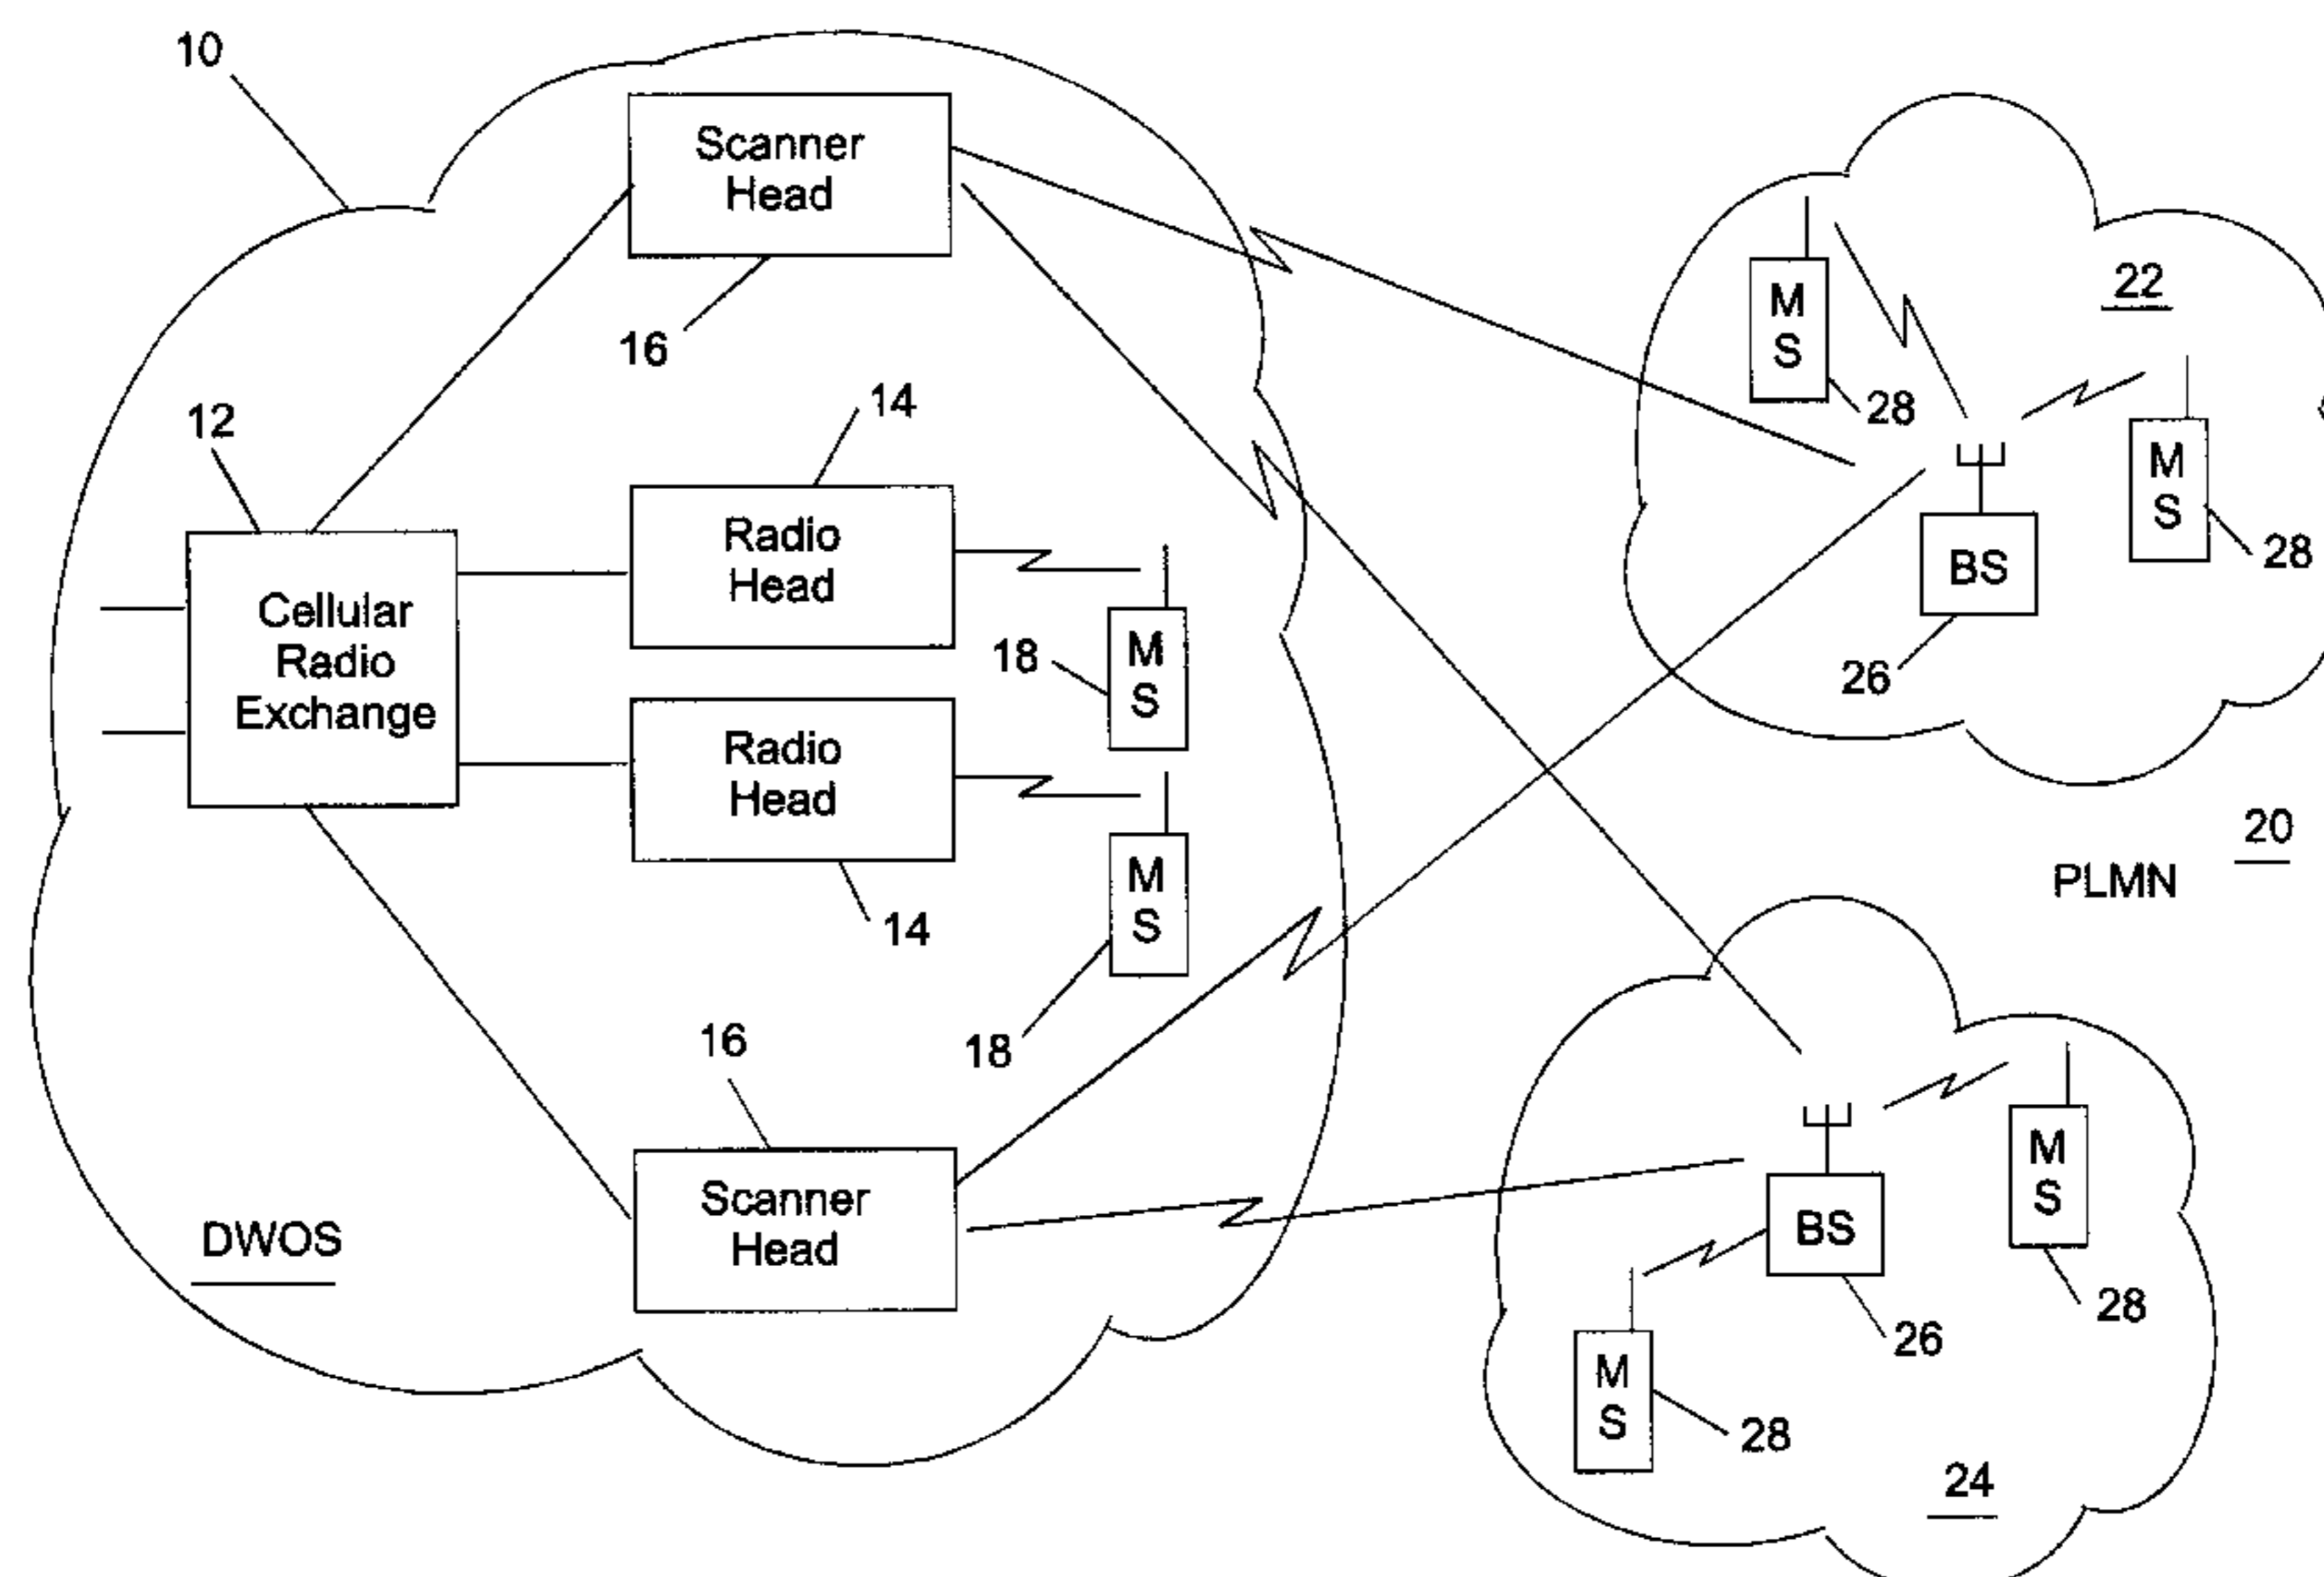 10
Scanner
Head
16
12
14
Cellular
Radio
Exchange
Radio
Head
M
S
18
Radio
Head
14
M
S
18
16
Scanner
Head
DWOS
22
M
S
28
M
S
28
BS
26
20
PLMN
M
S
28
BS
26
M
S
28
24